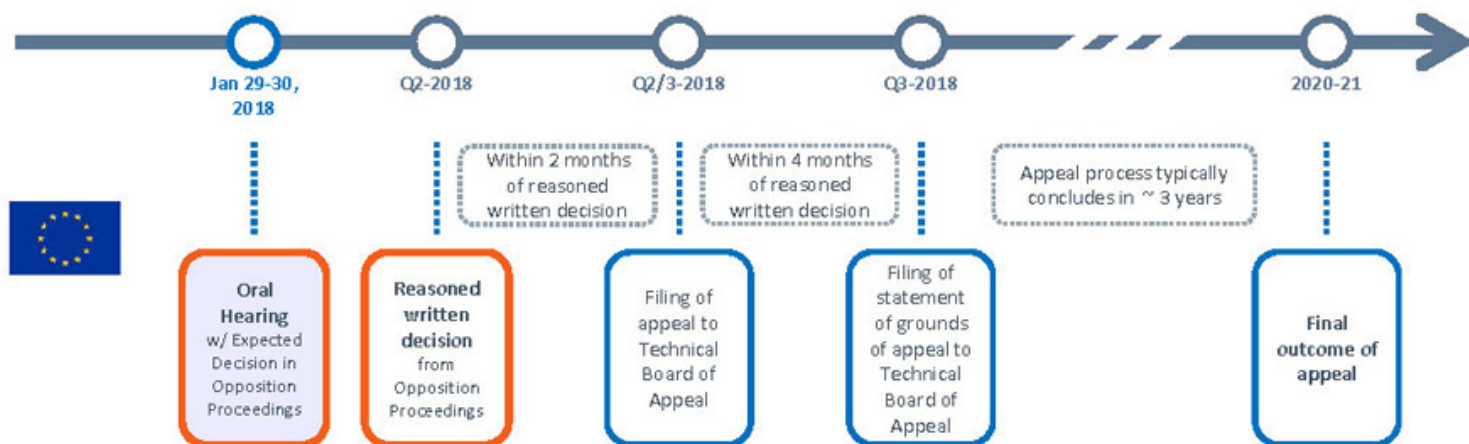 Jan 29-30,
2018
Q2-2018
Q2/3-2018
Q3-2018
2020-21
Within 2 months
of reasoned
written decision
Within 4 months
of reasoned
written decision
Appeal process typically
concludes in ~ 3 years
Oral
Hearing
w/ Expected
Decision in
Opposition
Proceedings
Reasoned
written
decision
from
Opposition
Proceedings
Filing of
appeal to
Technical
Board of
Appeal
Filing of
statement
of grounds
of appeal to
Technical
Board of
Appeal
Final
outcome of
appeal